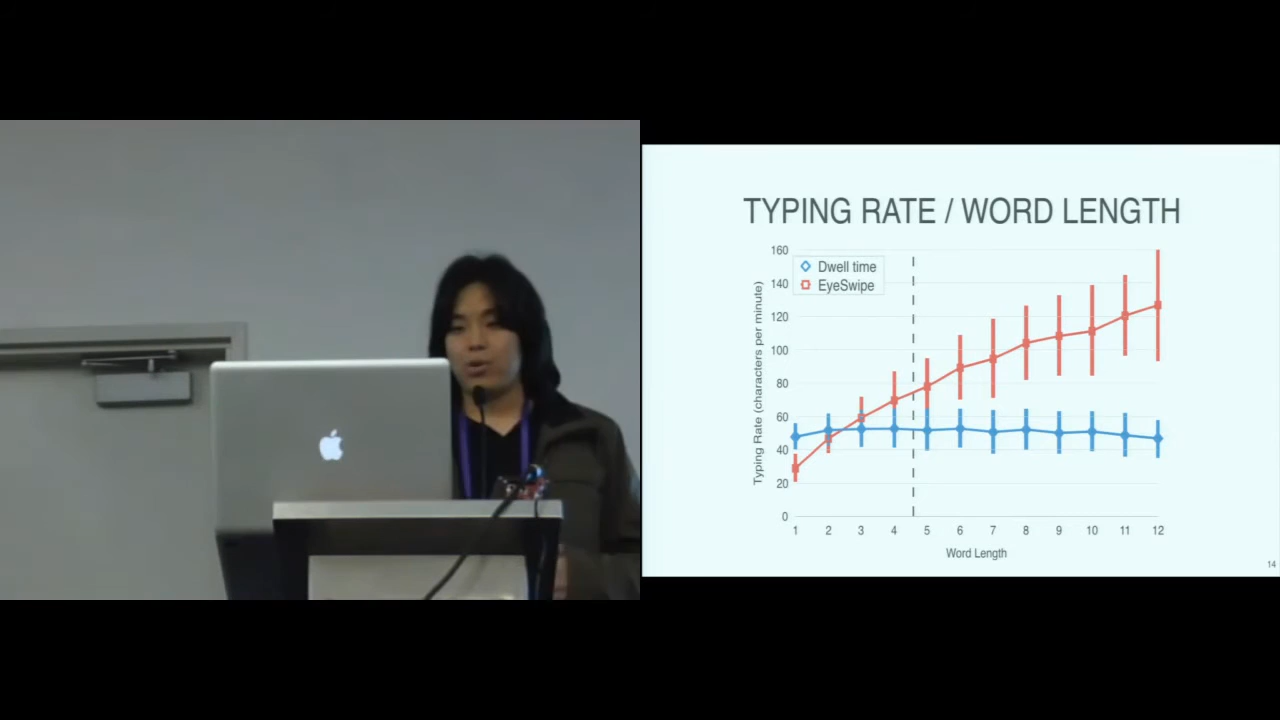 TYPING RATE / WORD LENGTH
Typing Rate (characters per minute)
160
140
120
100
80
60
40
20
0
Dwell time
EyeSwipe
1 2 3 4 5 6 7 8 9 10 11 12
Word Length
14